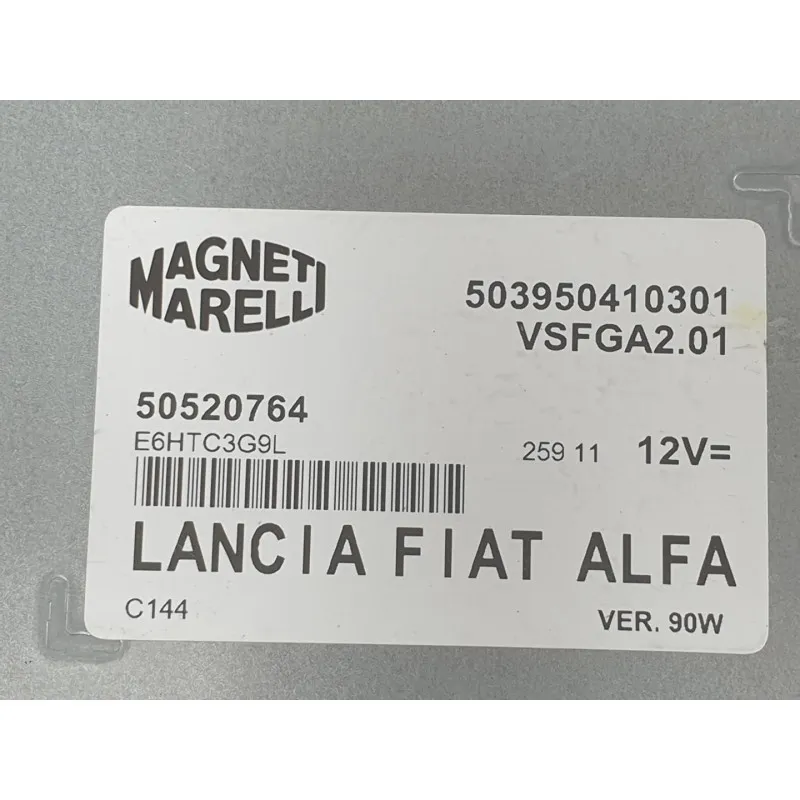 MAGNETI
MARELLI
503950410301
VSFGA2.01
50520764
E6HTC3G9L
259 11 12V=
LANCIA FIAT ALFA
C144
VER. 90W